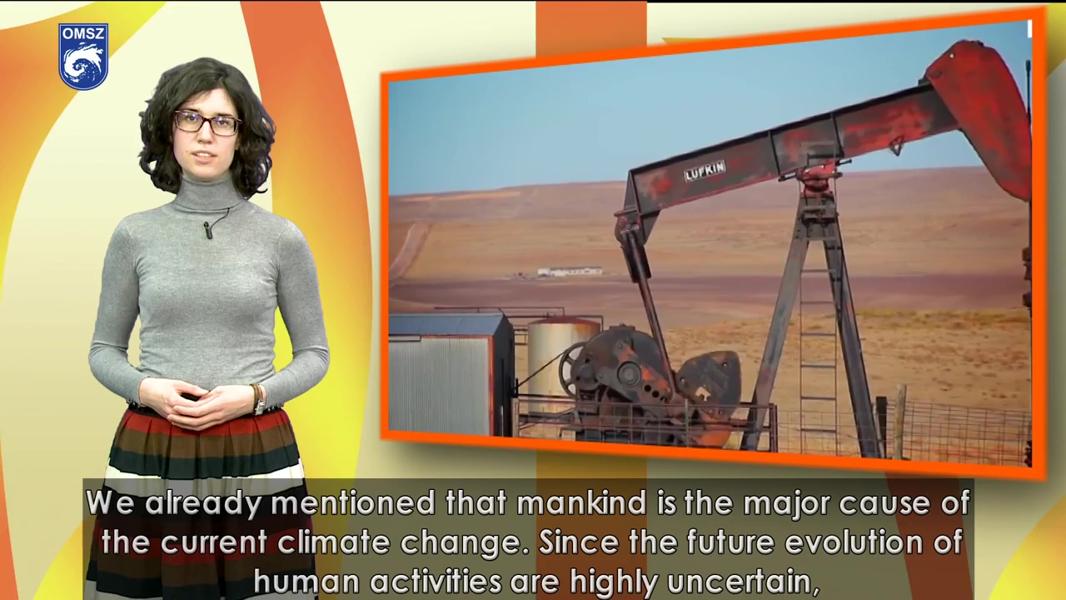 OMSZ
LUFKIN
We already mentioned that mankind is the major cause of
the current climate change. Since the future evolution of
human activities are highly uncertain,